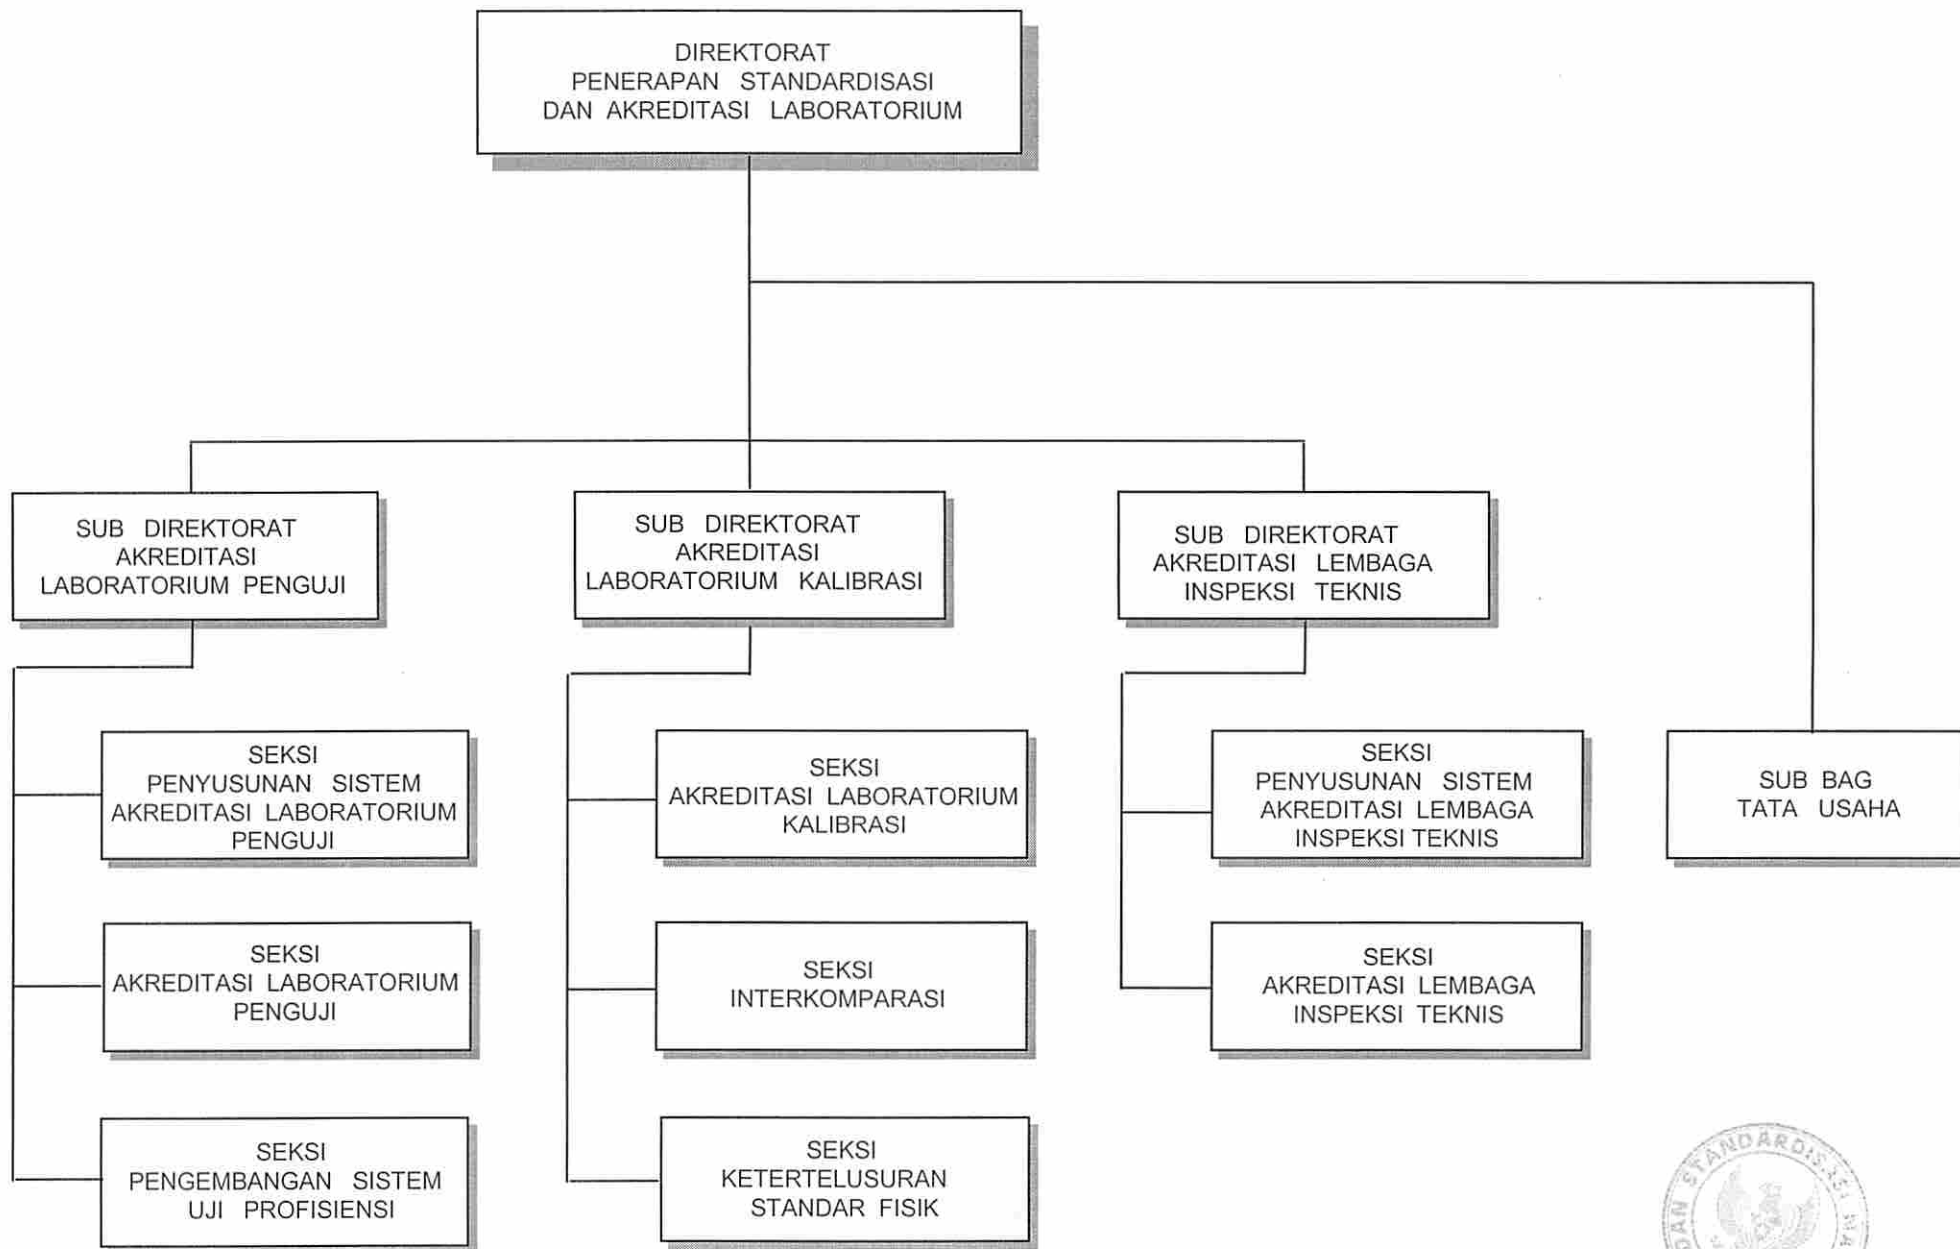 DIREKTORAT
PENERAPAN STANDARDISASI
DAN AKREDITASI LABORATORIUM
SUB DIREKTORAT
AKREDITASI
LABORATORIUM PENGUJI
SUB DIREKTORAT
AKREDITASI
LABORATORIUM KALIBRASI
SUB DIREKTORAT
AKREDITASI LEMBAGA
INSPEKSI TEKNIS
SEKSI
PENYUSUNAN SISTEM
AKREDITASI LABORATORIUM
PENGUJI
SEKSI
AKREDITASI LABORATORIUM
KALIBRASI
SEKSI
PENYUSUNAN SISTEM
AKREDITASI LEMBAGA
INSPEKSI TEKNIS
SUB BAG
TATA USAHA
SEKSI
AKREDITASI LABORATORIUM
PENGUJI
SEKSI
INTERKOMPARASI
SEKSI
AKREDITASI LEMBAGA
INSPEKSI TEKNIS
SEKSI
PENGEMBANGAN SISTEM
UJI PROFISIENSI
SEKSI
KETERTELUSURAN
STANDAR FISIK
STANDARDISASI